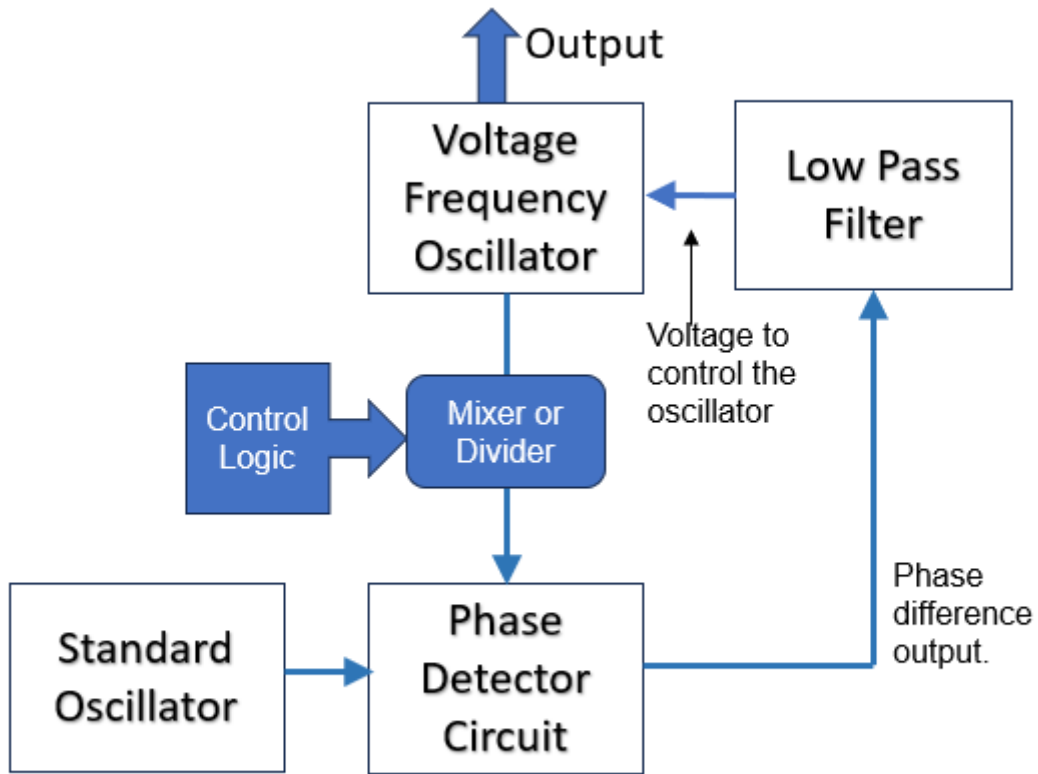 Output
Voltage
Frequency
Oscillator
Low Pass
Filter
Voltage to
control the
oscillator
Control
Logic
Mixer or
Divider
Phase
difference
output.
Standard
Oscillator
Phase
Detector
Circuit